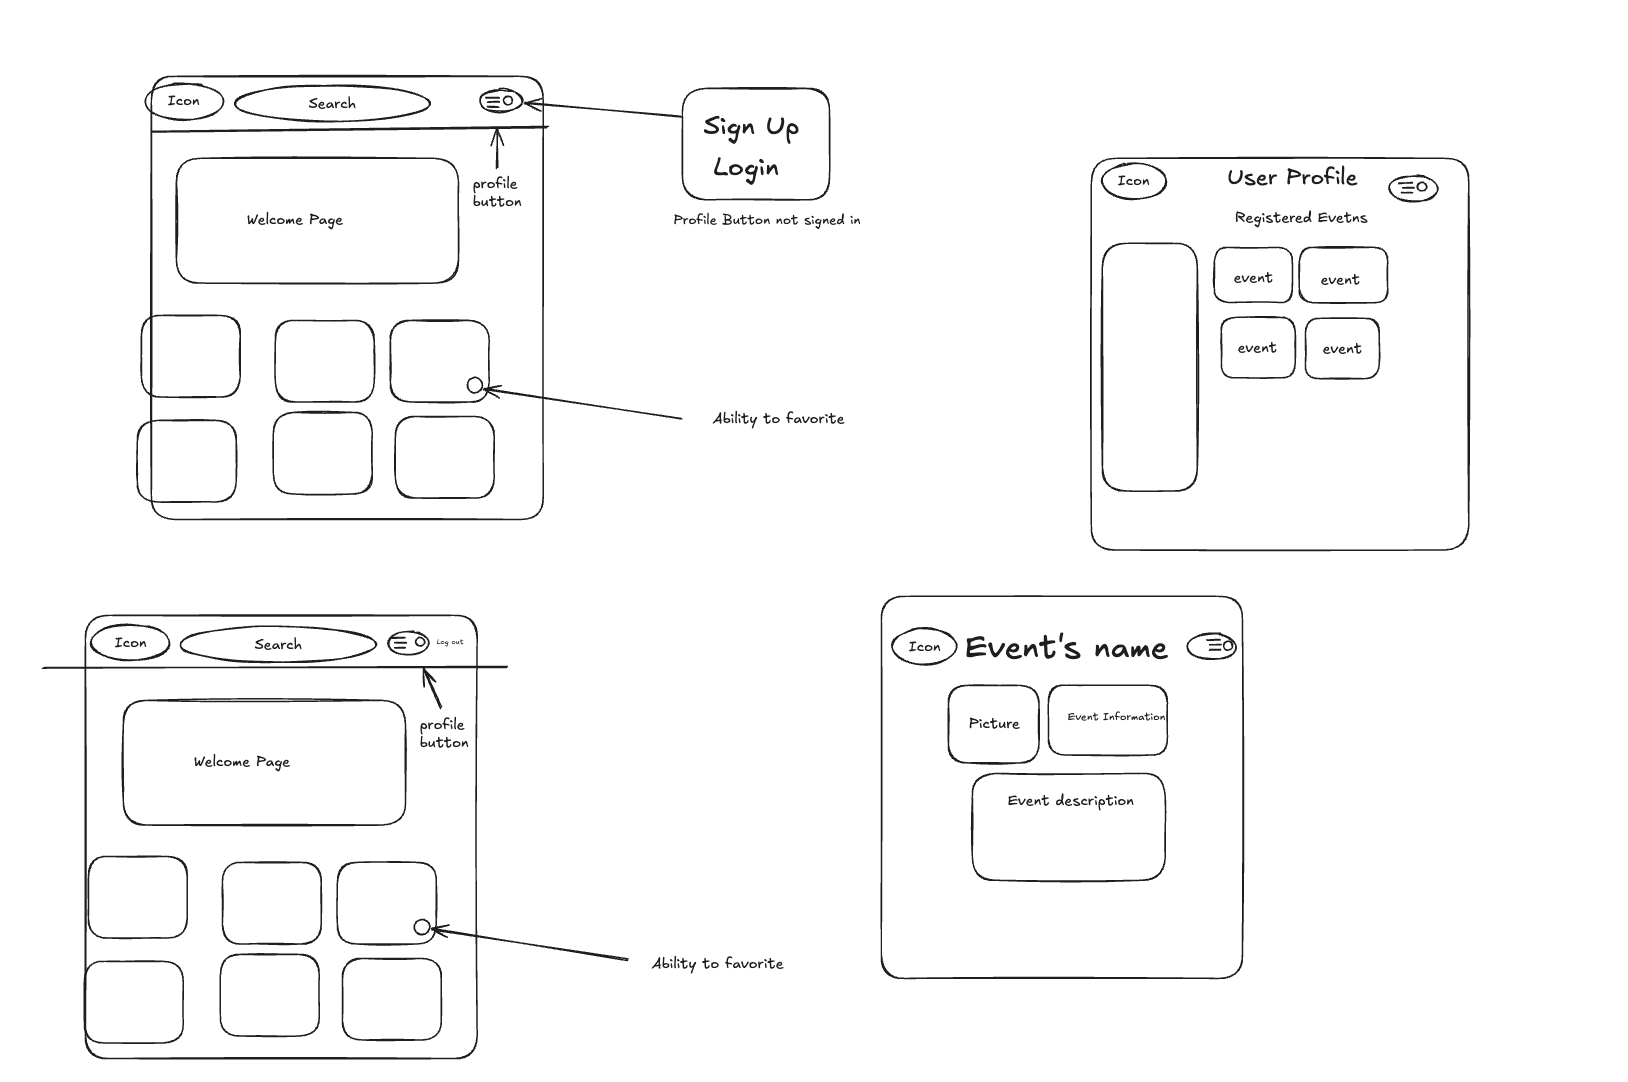 Icon
Search
profile
button
Welcome Page
Sign Up
Login
Profile Button not signed in
Ability to favorite
Icon
User Profile
Registered Evetns
event
event
event
event
Icon
Search
Log out
profile
button
Welcome Page
Ability to favorite
Icon
Event's name
Picture
Event Information
Event description